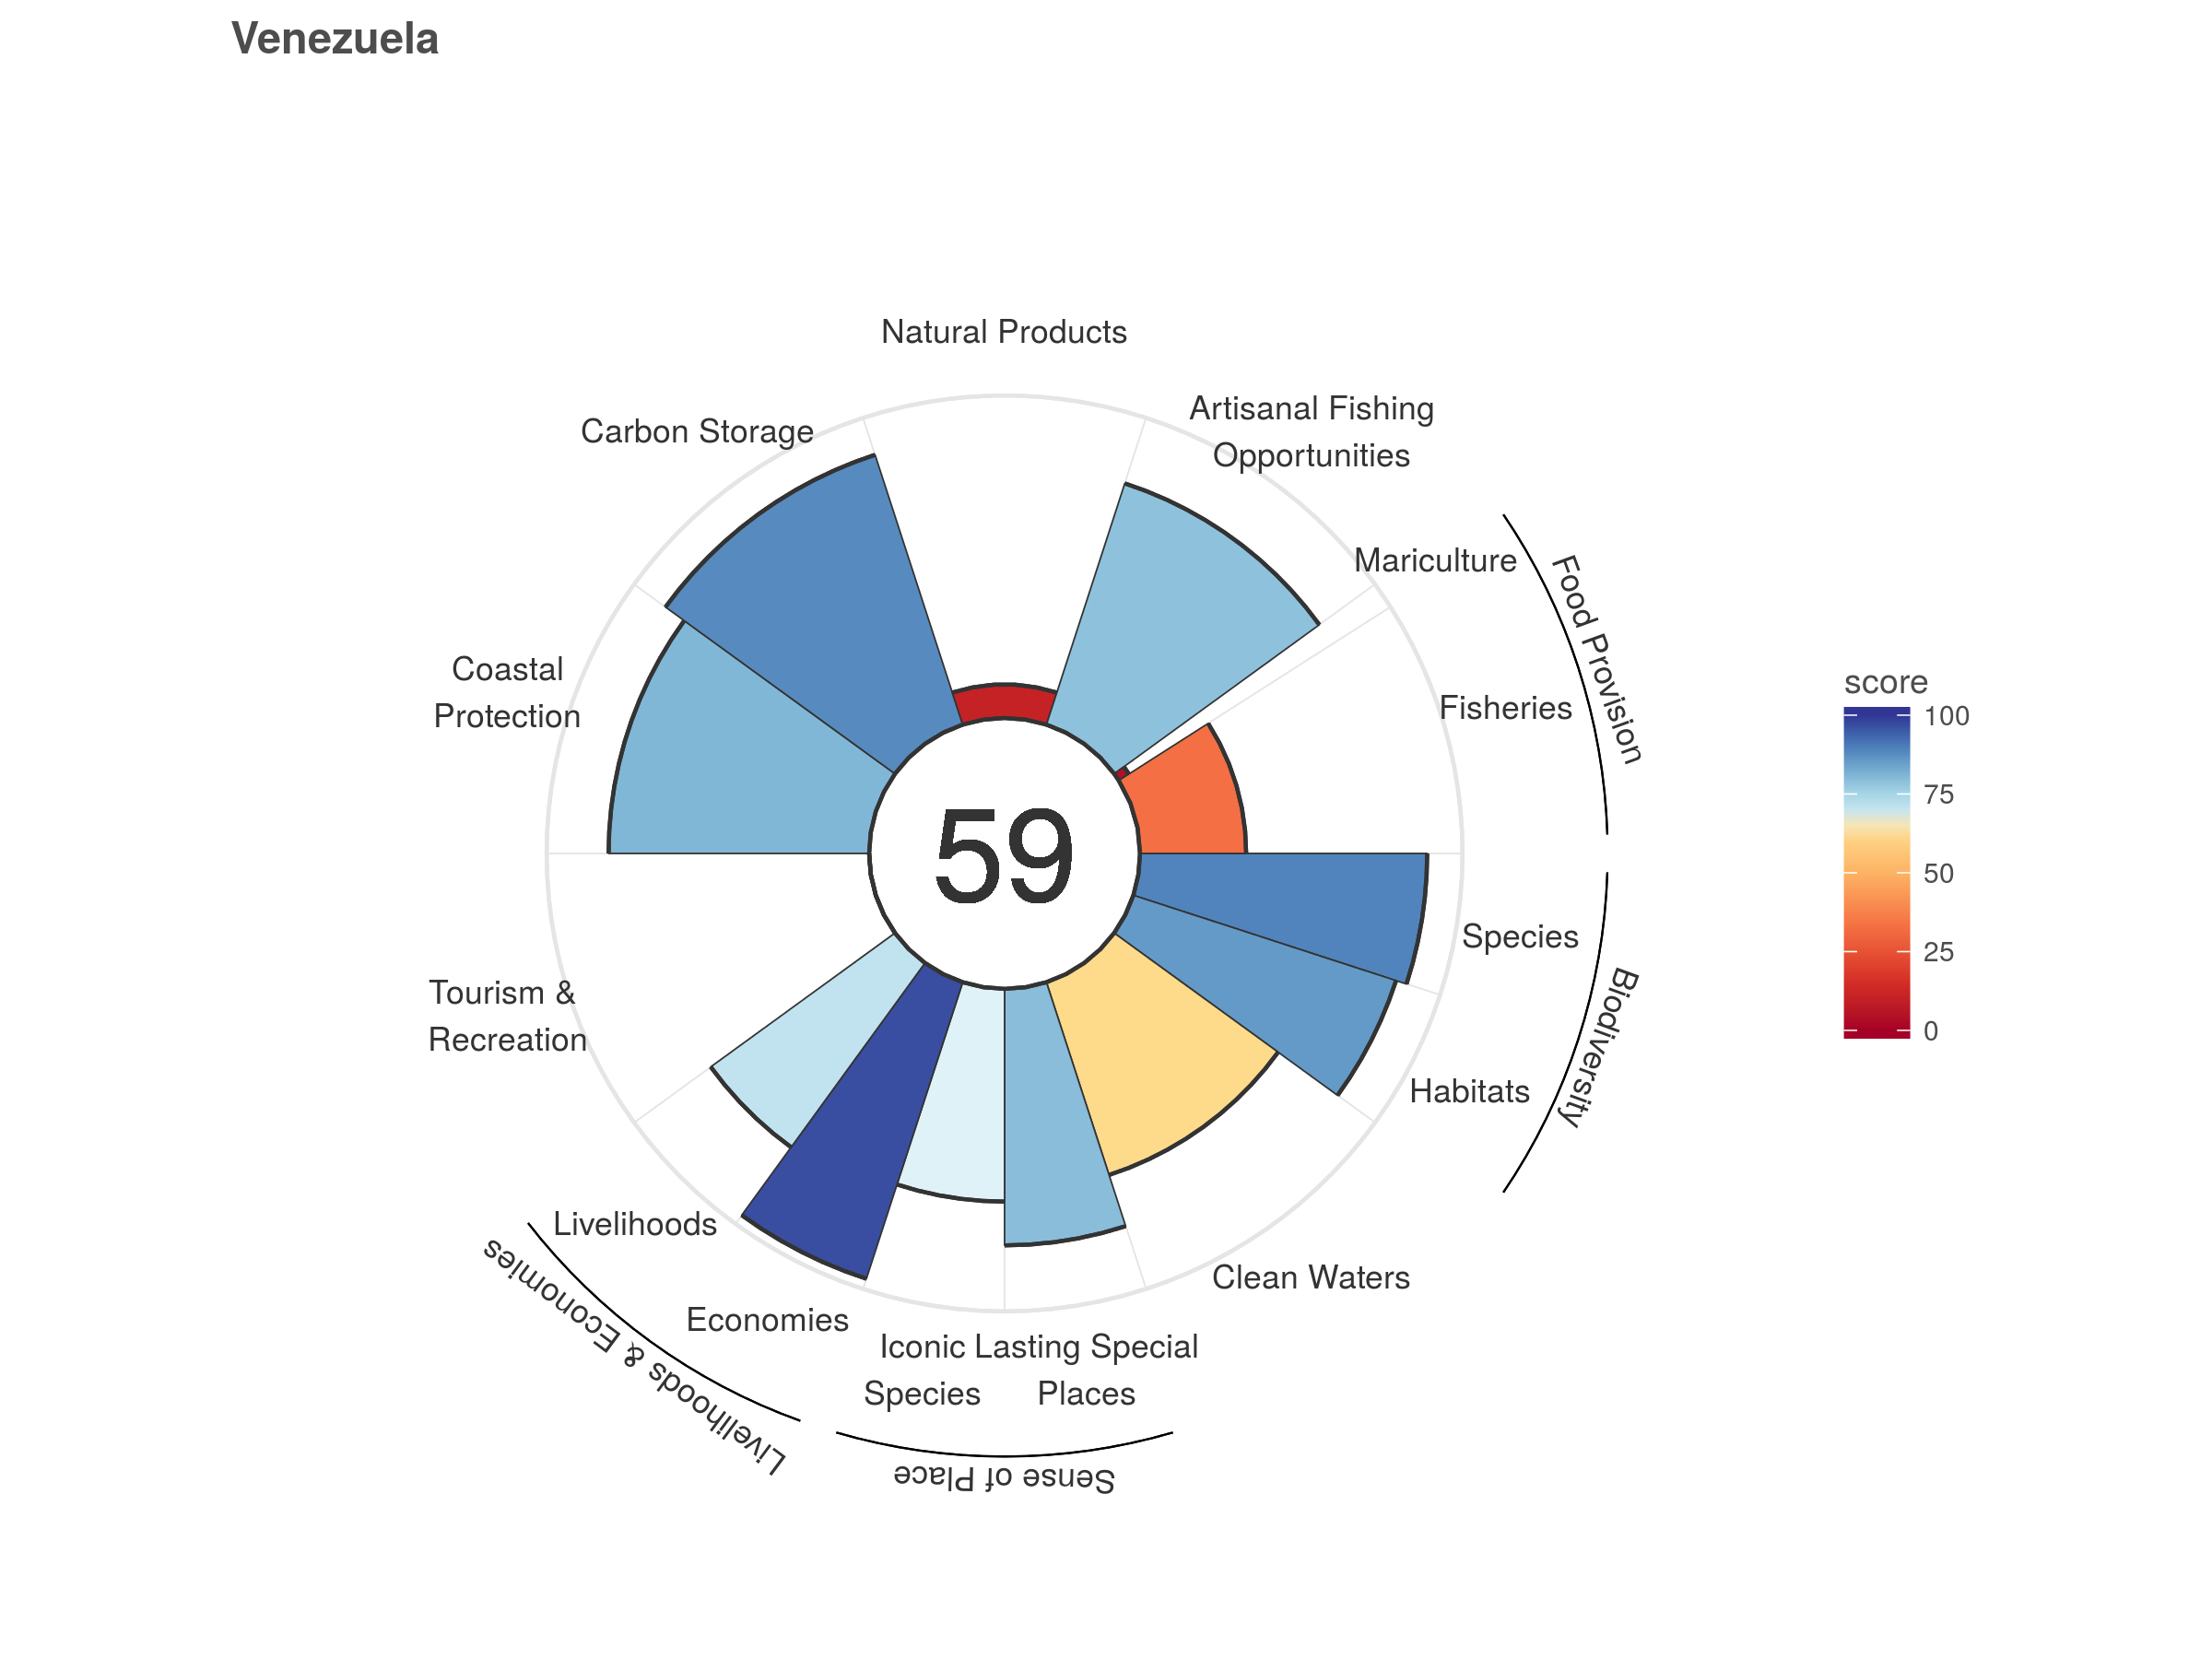 Venezuela
Natural Products
Artisanal Fishing
Opportunities
Carbon Storage
Mariculture
Food Provision
Coastal
Protection
Fisheries
score
100
75
50
25
0
59
Species
Biodiversity
Tourism &
Recreation
Habitats
Livelihoods
Clean Waters
Economies
Livelihoods & Economies
Iconic
Species
Lasting Special
Places
Sense of Place